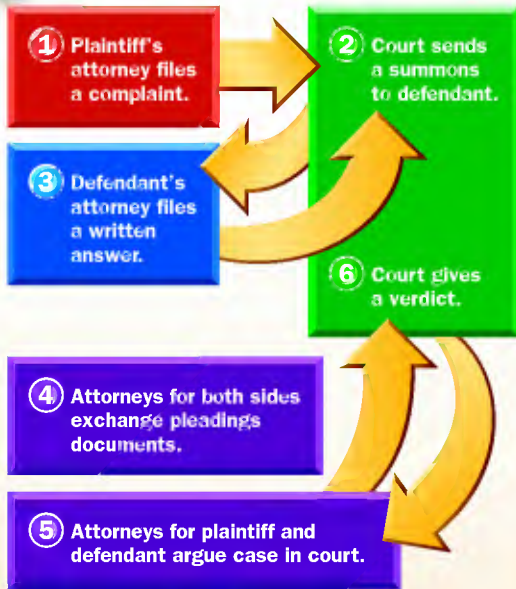 1 Plaintiff's
attorney files
a complaint.
2 Court sends
a summons
to defendant.
3 Defendant's
attorney files
a written
answer.
6 Court gives
a verdict.
4 Attorneys for both sides
exchange pleadings
documents.
5 Attorneys for plaintiff and
defendant argue case in court.